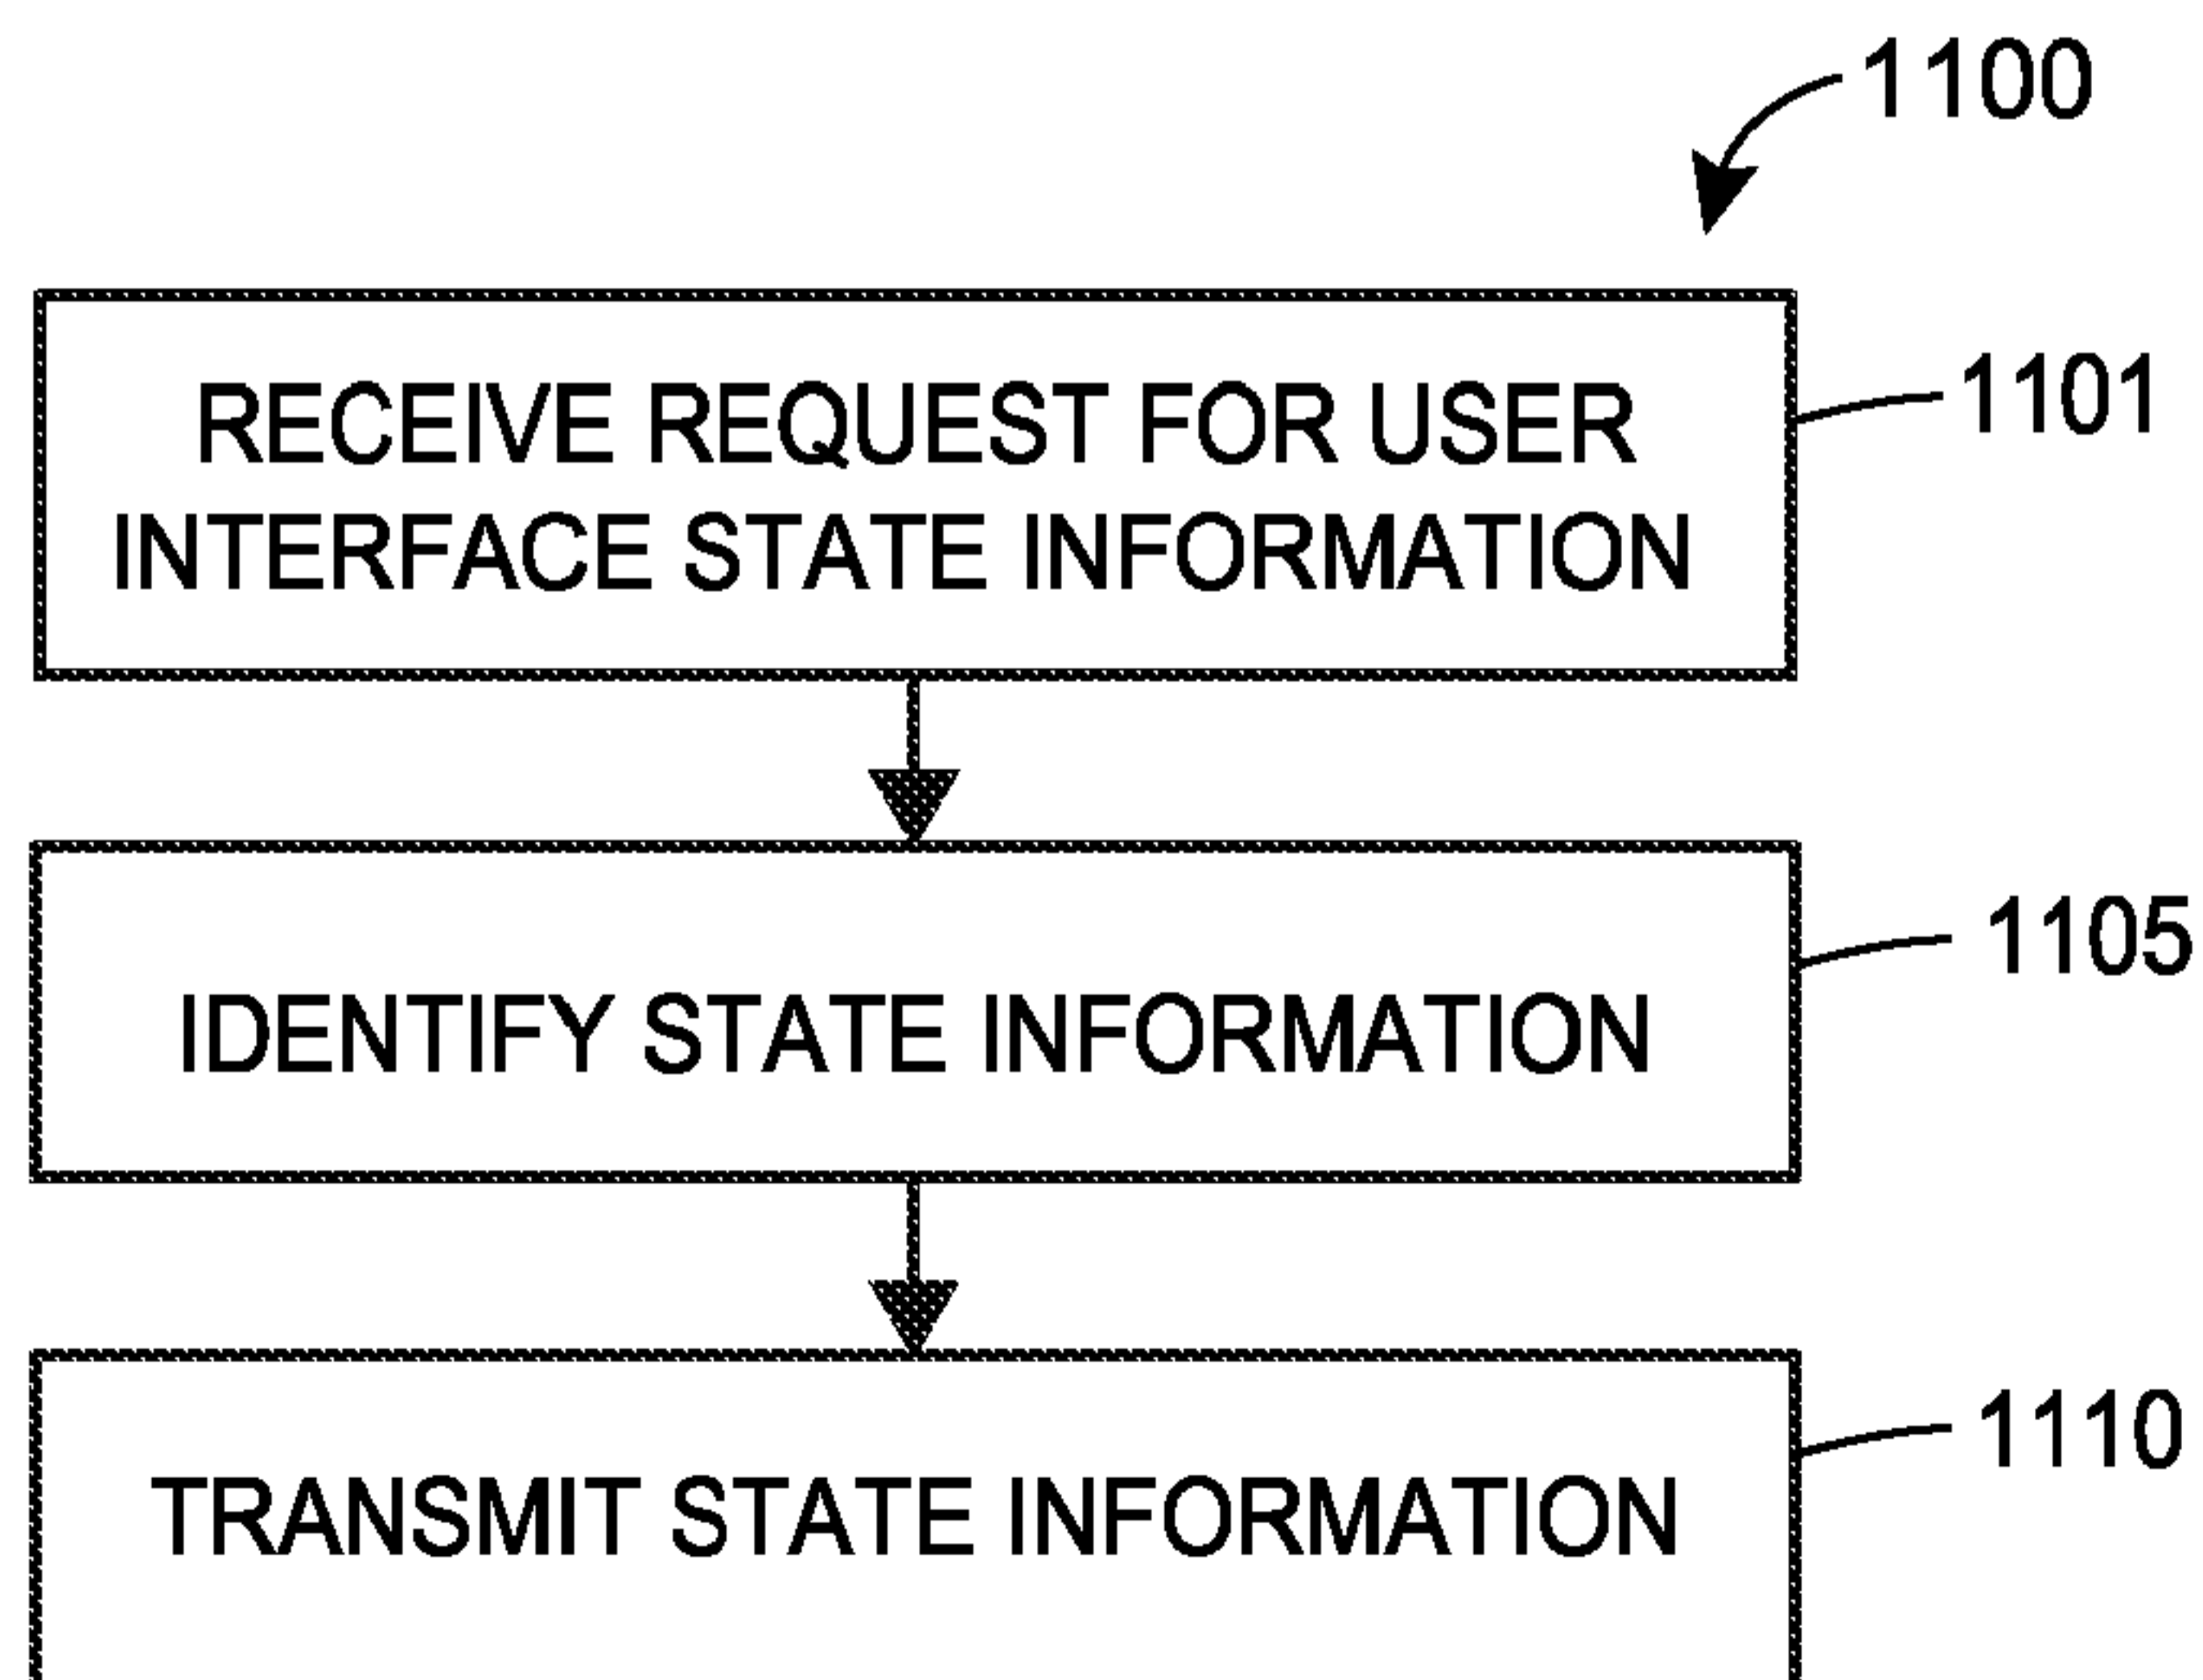 1100
RECEIVE REQUEST FOR USER
INTERFACE STATE INFORMATION
1101
IDENTIFY STATE INFORMATION
1105
TRANSMIT STATE INFORMATION
1110